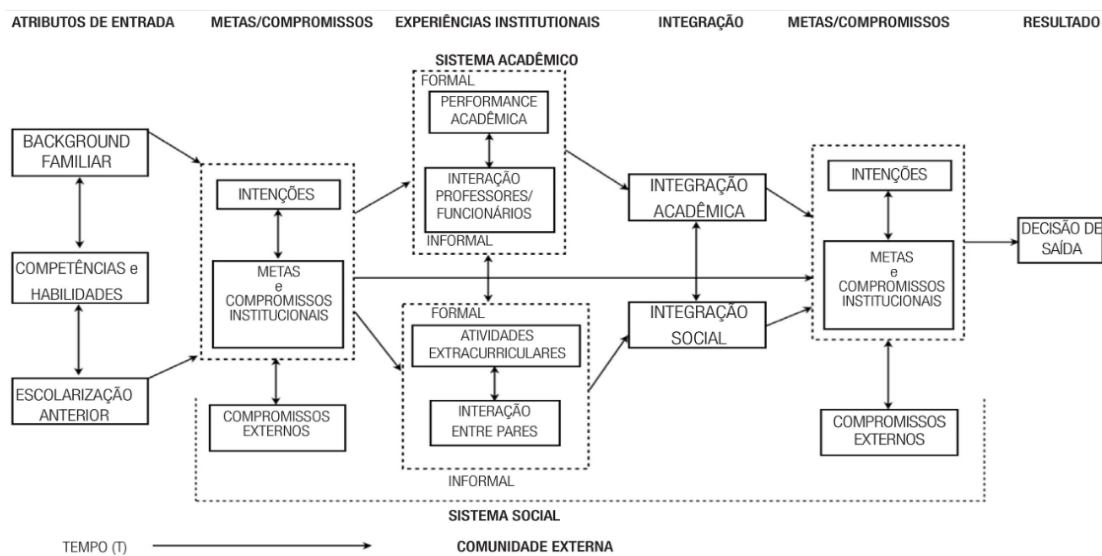 ATRIBUTOS DE ENTRADA
METAS/COMPROMISSOS
EXPERIÊNCIAS INSTITUTIONAIS
INTEGRAÇÃO
METAS/COMPROMISSOS
RESULTADO
BACKGROUND
FAMILIAR
COMPETÊNCIAS e
HABILIDADES
ESCOLARIZAÇÃO
ANTERIOR
INTENÇÕES
METAS
e
COMPROMISSOS
INSTITUCIONAIS
COMPROMISSOS
EXTERNOS
SISTEMA ACADÊMICO
FORMAL
PERFORMANCE
ACADÊMICA
INTERAÇÃO
PROFESSORES/
FUNCIONÁRIOS
INFORMAL
FORMAL
ATIVIDADES
EXTRACURRICULARES
INTERAÇÃO
ENTRE PARES
INFORMAL
SISTEMA SOCIAL
INTEGRAÇÃO
ACADÊMICA
INTEGRAÇÃO
SOCIAL
INTENÇÕES
METAS
e
COMPROMISSOS
INSTITUCIONAIS
COMPROMISSOS
EXTERNOS
DECISÃO DE
SAÍDA
TEMPO (T)
COMUNIDADE EXTERNA